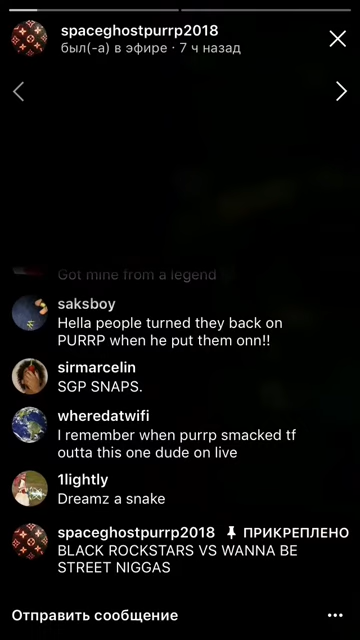 spaceghostpurrp2018
был(-а) в эфире · 7 ч назад
Got mine from a legend
saksboy
Hella people turned they back on
PURRP when he put them onn!!
sirmarcelin
SGP SNAPS.
wheredatwifi
I remember when purrp smacked tf
outta this one dude on live
1lightly
Dreamz a snake
spaceghostpurrp2018 ПРИКРЕПЛЕНО
BLACK ROCKSTARS VS WANNA BE
STREET NIGGAS
Отправить сообщение